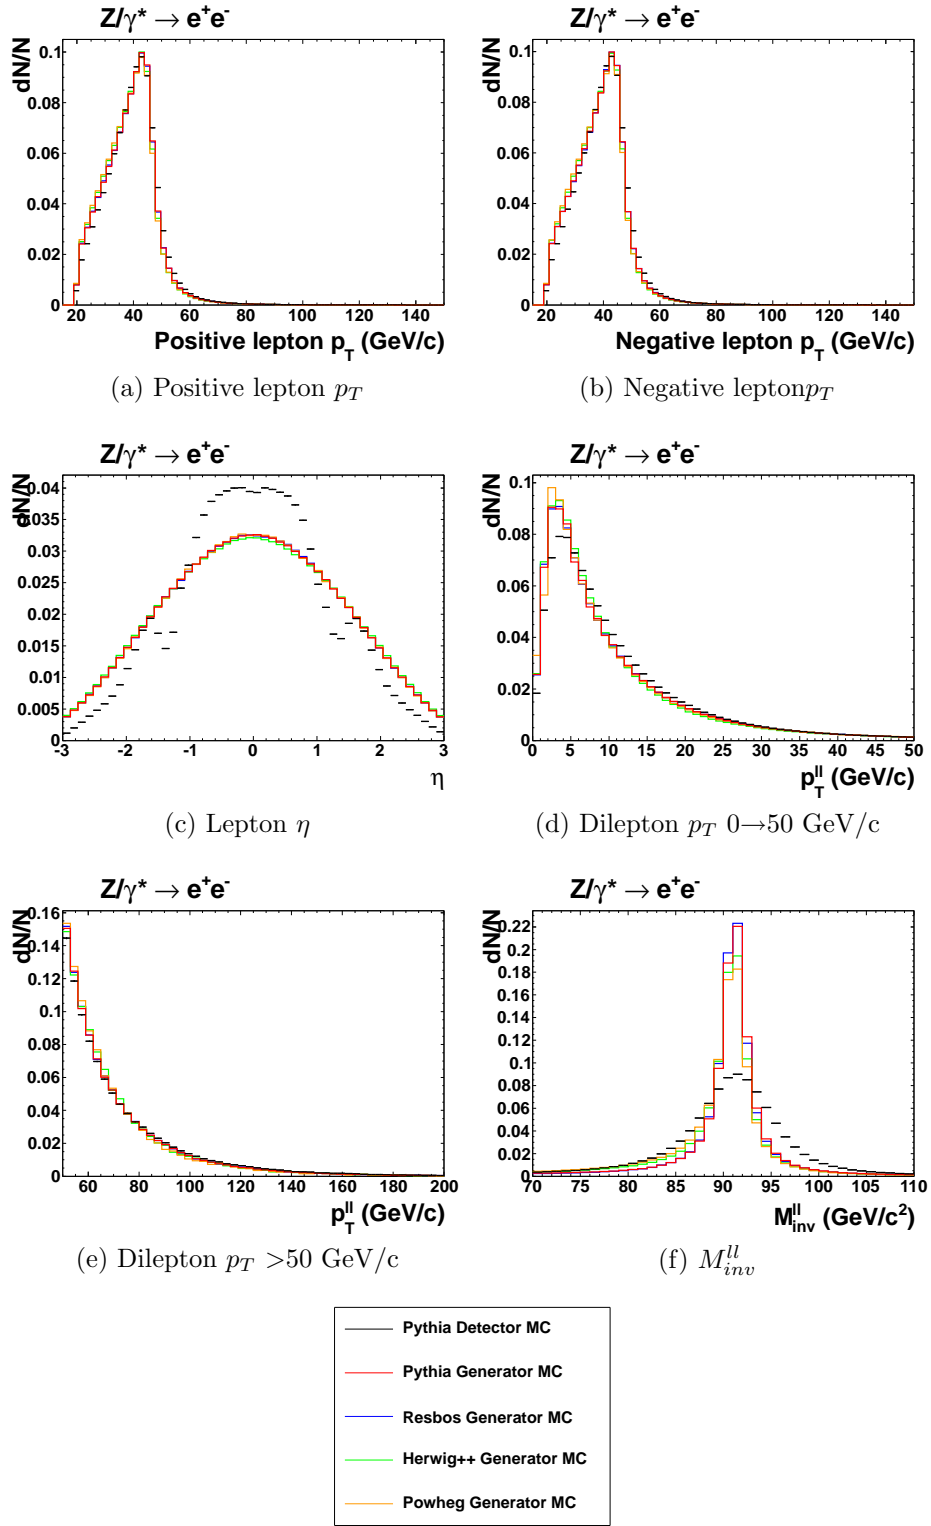 Z/γ* → e+e-
dN/N
0.1
0.08
0.06
0.04
0.02
0
20 40 60 80 100 120 140
Positive lepton p_T (GeV/c)
(a) Positive lepton p_T
Z/γ* → e+e-
dN/N
0.1
0.08
0.06
0.04
0.02
0
20 40 60 80 100 120 140
Negative lepton p_T (GeV/c)
(b) Negative leptonp_T
Z/γ* → e+e-
dN/N
0.04
0.035
0.03
0.025
0.02
0.015
0.01
0.005
0
-3 -2 -1 0 1 2 3
η
(c) Lepton η
Z/γ* → e+e-
dN/N
0.1
0.08
0.06
0.04
0.02
0
0 5 10 15 20 25 30 35 40 45 50
p_T^ll (GeV/c)
(d) Dilepton p_T 0→50 GeV/c
Z/γ* → e+e-
dN/N
0.16
0.14
0.12
0.1
0.08
0.06
0.04
0.02
0
60 80 100 120 140 160 180 200
p_T^ll (GeV/c)
(e) Dilepton p_T >50 GeV/c
Z/γ* → e+e-
dN/N
0.22
0.2
0.18
0.16
0.14
0.12
0.1
0.08
0.06
0.04
0.02
0
70 75 80 85 90 95 100 105 110
M_inv^ll (GeV/c²)
(f) M_inv^ll
Pythia Detector MC
Pythia Generator MC
Resbos Generator MC
Herwig++ Generator MC
Powheg Generator MC